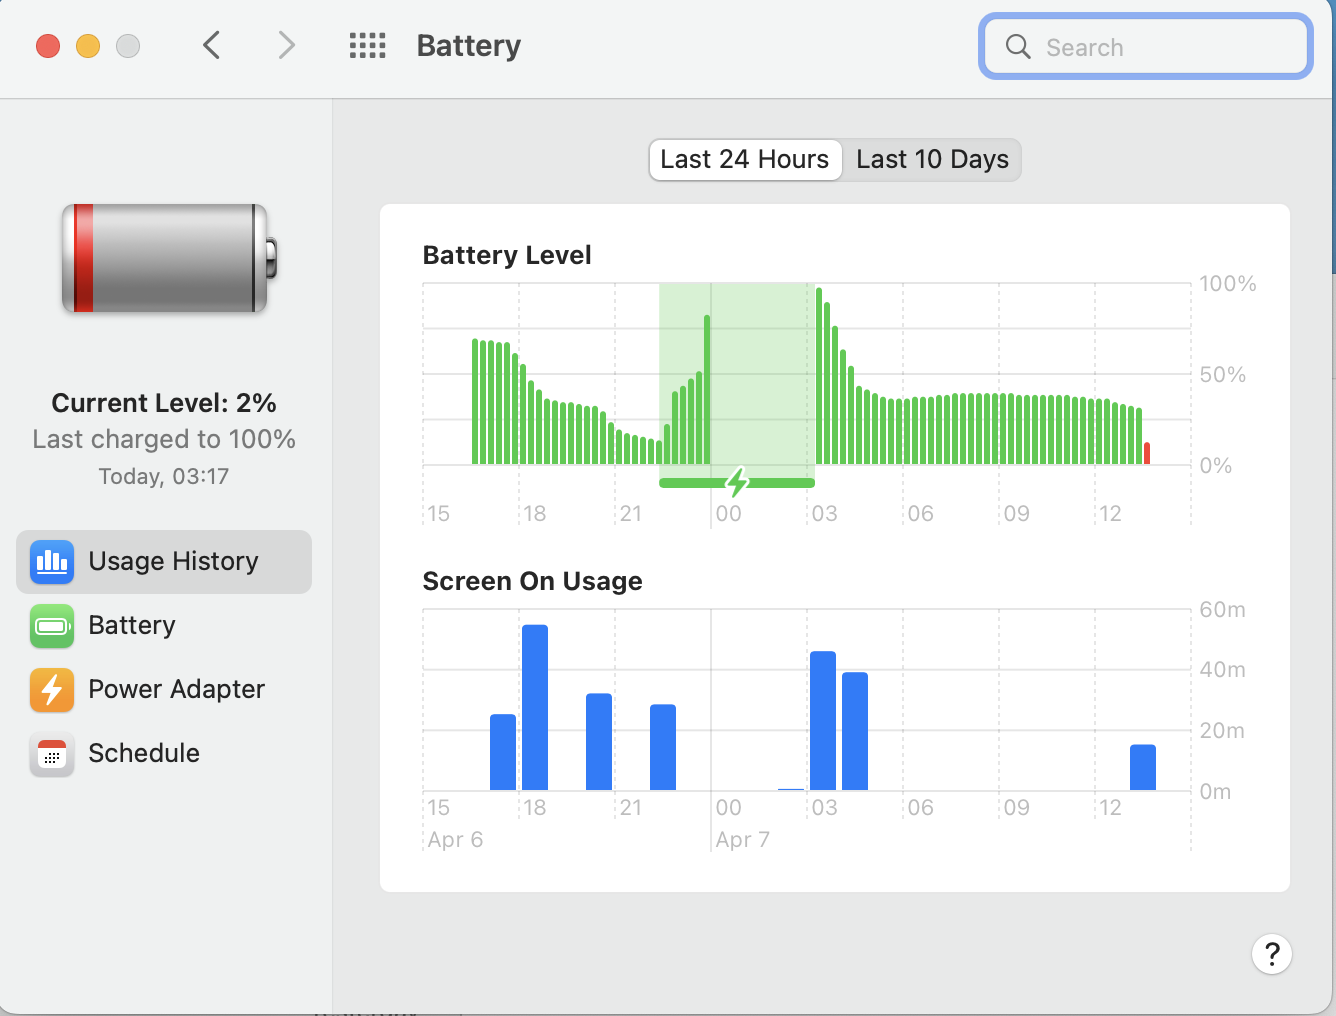 Battery
Search
Last 24 Hours
Last 10 Days
Current Level: 2%
Last charged to 100%
Today, 03:17
Usage History
Battery
Power Adapter
Schedule
Battery Level
100%
50%
0%
15 18 21 00 03 06 09 12
Screen On Usage
60m
40m
20m
0m
15 18 21 00 03 06 09 12
Apr 6 Apr 7
?